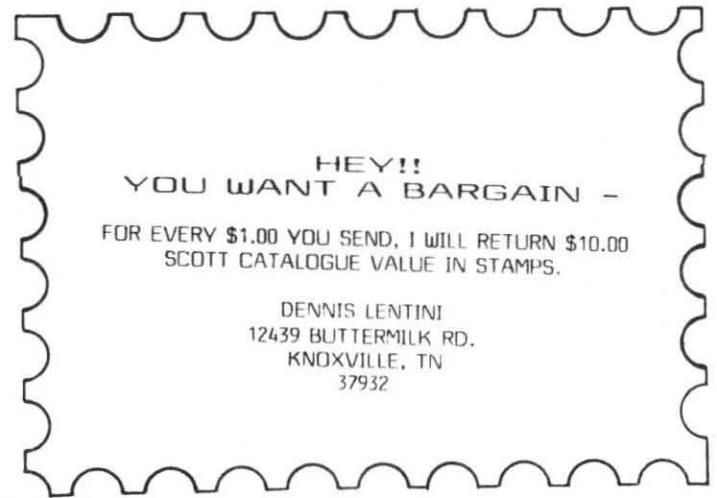 HEY!!
YOU WANT A BARGAIN -
FOR EVERY $1.00 YOU SEND, I WILL RETURN $10.00
SCOTT CATALOGUE VALUE IN STAMPS.
DENNIS LENTINI
12439 BUTTERMILK RD.
KNOXVILLE, TN
37932